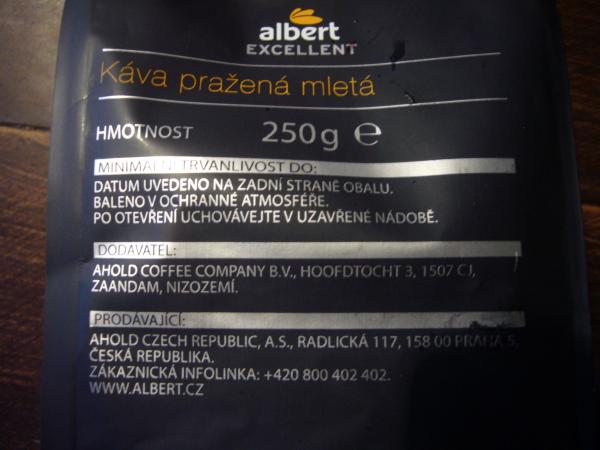 albert
EXCELLENT
Káva pražená mletá
HMOTNOST 250g ℮
MINIMÁLNÍ TRVANLIVOST DO:
DATUM UVEDENO NA ZADNÍ STRANĚ OBALU.
BALENO V OCHRANNÉ ATMOSFÉŘE.
PO OTEVŘENÍ UCHOVÁVEJTE V UZAVŘENÉ NÁDOBĚ.
DODAVATEL:
AHOLD COFFEE COMPANY B.V., HOOFDTOCHT 3, 1507 CJ,
ZAANDAM, NIZOZEMÍ.
PRODÁVAJÍCÍ:
AHOLD CZECH REPUBLIC, A.S., RADLICKÁ 117, 158 00 PRAHA 5,
ČESKÁ REPUBLIKA.
ZÁKAZNICKÁ INFOLINKA: +420 800 402 402.
WWW.ALBERT.CZ